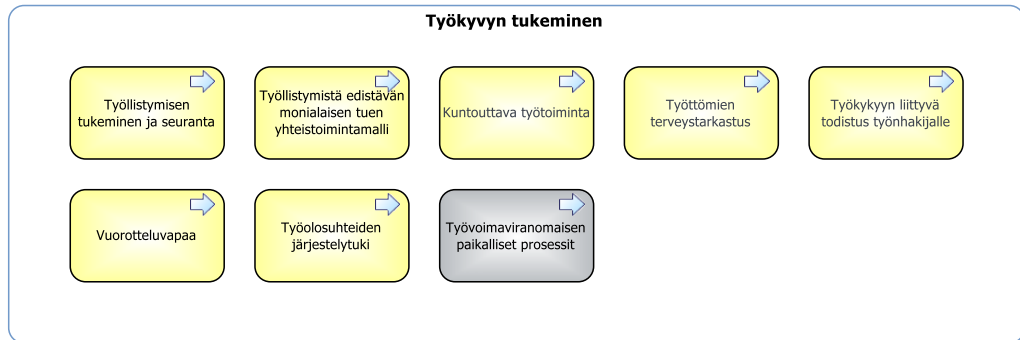 Työkyvyn tukeminen
Työllistymisen
tukeminen ja seuranta
Työllistymistä edistävän
monialaisen tuen
yhteistoimintamalli
Kuntouttava työtoiminta
Työttömien
terveystarkastus
Työkykyyn liittyvä
todistus työnhakijalle
Vuorotteluvapaa
Työolosuhteiden
järjestelytuki
Työvoimaviranomaisen
paikalliset prosessit